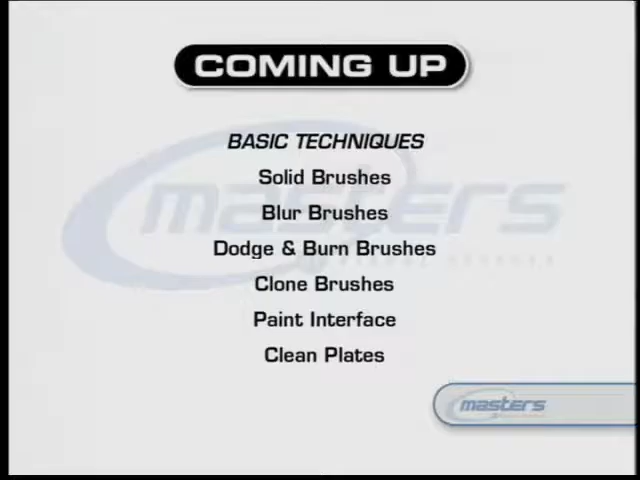 COMING UP
BASIC TECHNIQUES
Solid Brushes
Blur Brushes
masters
Dodge & Burn Brushes
Clone Brushes
Paint Interface
Clean Plates
masters